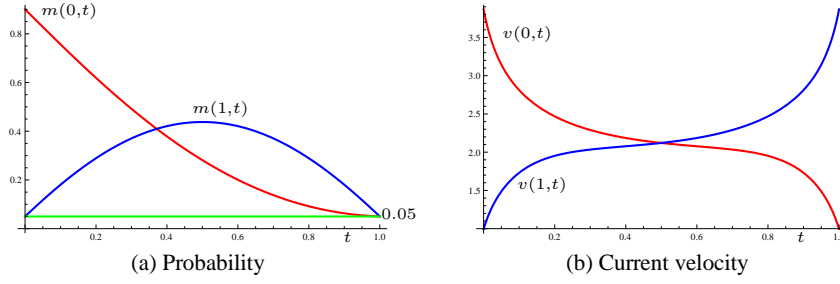 m(0,t)
0.8
0.6
m(1,t)
0.4
0.2
0.05
0.2 0.4 0.6 0.8 t 1.0
(a) Probability
3.5
v(0,t)
3.0
2.5
2.0
v(1,t)
1.5
0.2 0.4 0.6 0.8 t 1.0
(b) Current velocity